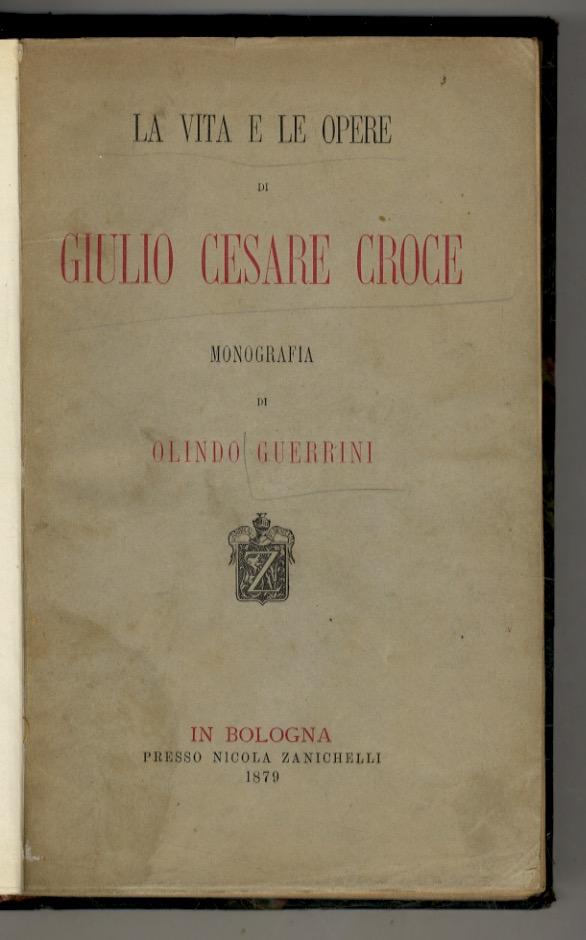 LA VITA E LE OPERE
DI
GIULIO CESARE CROCE
MONOGRAFIA
DI
OLINDO GUERRINI
Z
IN BOLOGNA
PRESSO NICOLA ZANICHELLI
1879